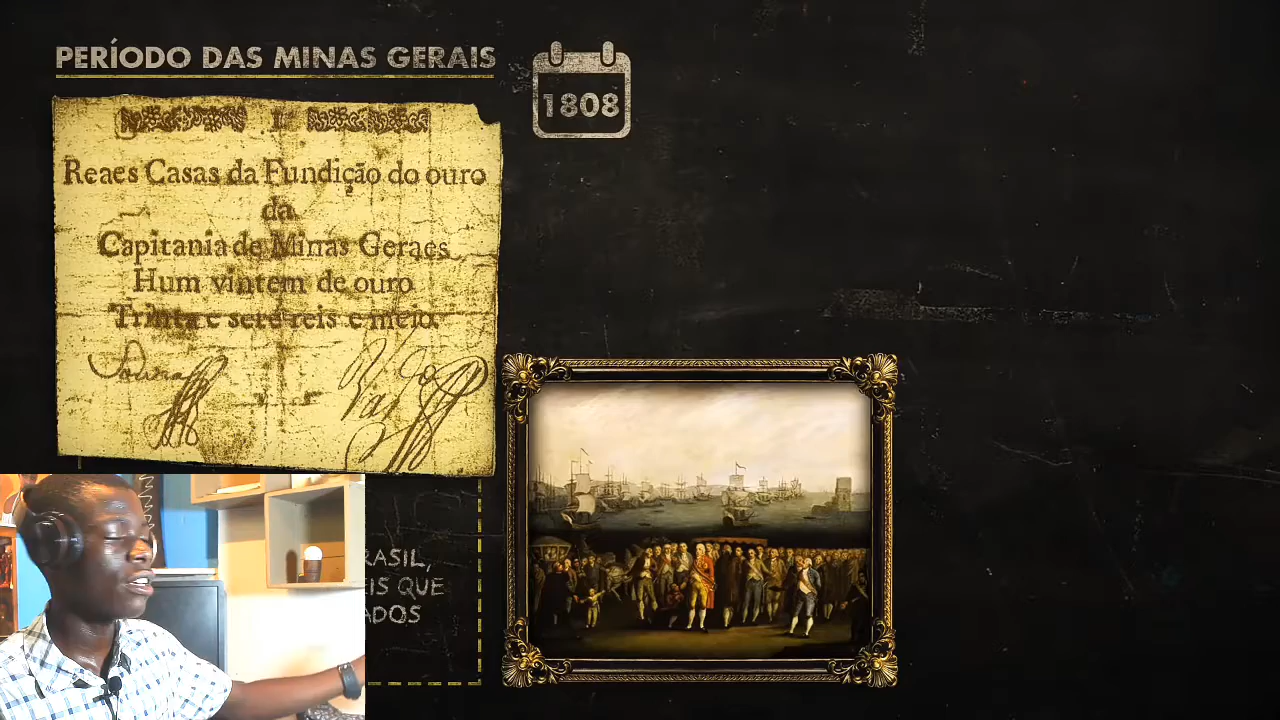 PERÍODO DAS MINAS GERAIS
1808
Reaes Casas da Fundição do ouro
da
Capitania de Minas Geraes
Hum vintem de ouro
Trinta e sete reis e meio.
RASIL,
EIS QUE
ADOS